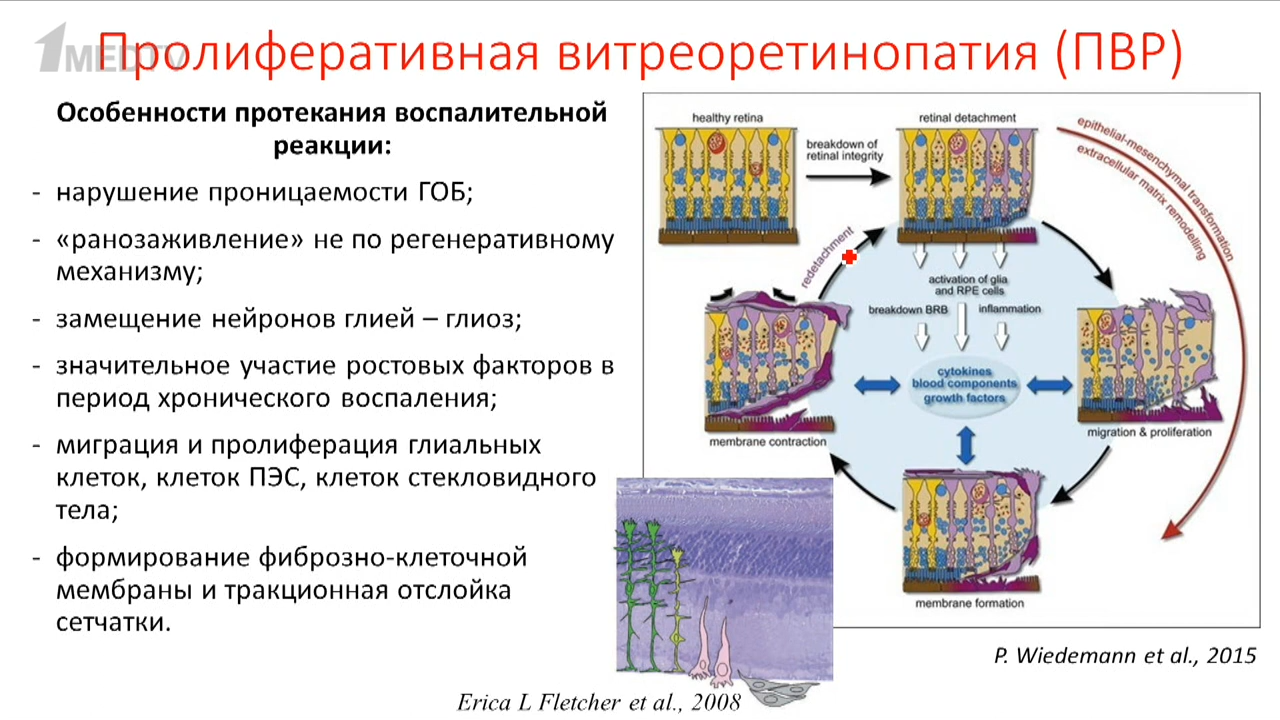 1MEDTV
Пролиферативная витреоретинопатия (ПВР)
Особенности протекания воспалительной
реакции:
- нарушение проницаемости ГОБ;
- «ранозаживление» не по регенеративному
механизму;
- замещение нейронов глией – глиоз;
- значительное участие ростовых факторов в
период хронического воспаления;
- миграция и пролиферация глиальных
клеток, клеток ПЭС, клеток стекловидного
тела;
- формирование фиброзно-клеточной
мембраны и тракционная отслойка
сетчатки.
healthy retina
breakdown of
retinal integrity
retinal detachment
epithelial-mesenchymal transformation
extracellular matrix remodelling
redetachment
activation of glia
and RPE cells
breakdown BRB
inflammation
cytokines
blood components
growth factors
membrane contraction
migration & proliferation
membrane formation
P. Wiedemann et al., 2015
Erica L Fletcher et al., 2008